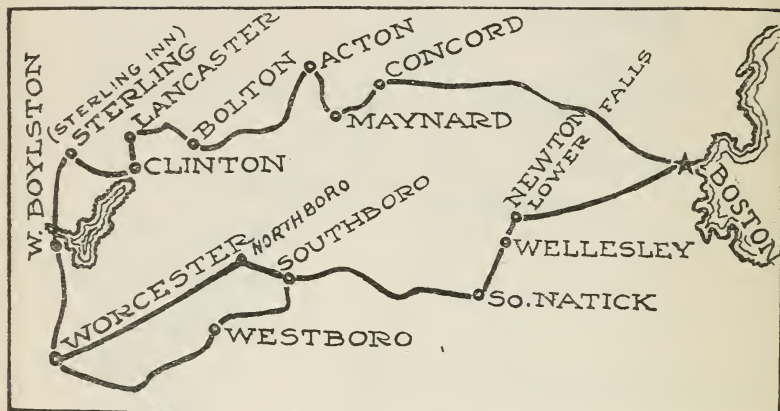 W. BOYLSTON
(STERLING INN)
STERLING
LANCASTER
BOLTON
ACTON
CONCORD
MAYNARD
CLINTON
NEWTON
LOWER FALLS
BOSTON
WELLESLEY
So. NATICK
WORCESTER
NORTHBORO
SOUTHBORO
WESTBORO